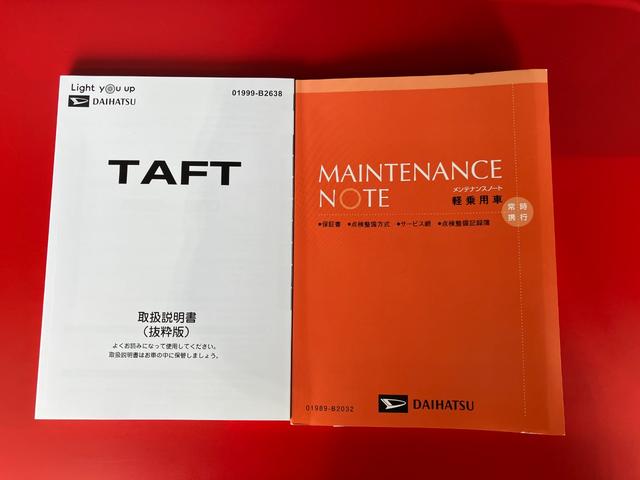 Light you up
DAIHATSU
01999-B2638
TAFT
取扱説明書
（抜粋版）
よくお読みになって使用してください。
取扱説明書はお車の中に保管しましょう。
MAINTENANCE
NOTE
メンテナンスノート
軽乗用車
常時
携行
●保証書 ●点検整備方式 ●サービス網 ●点検整備記録簿
01989-B2032
DAIHATSU